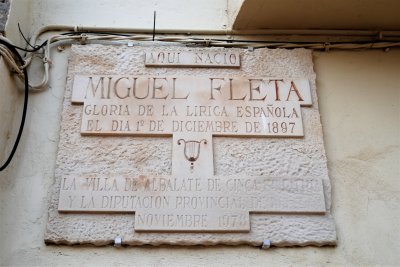 AQUI NACIO
MIGUEL FLETA
GLORIA DE LA LIRICA ESPAÑOLA
EL DIA 1º DE DICIEMBRE DE 1897
LA VILLA DE ALBALATE DE CINCA
Y LA DIPUTACION PROVINCIAL DE
NOVIEMBRE